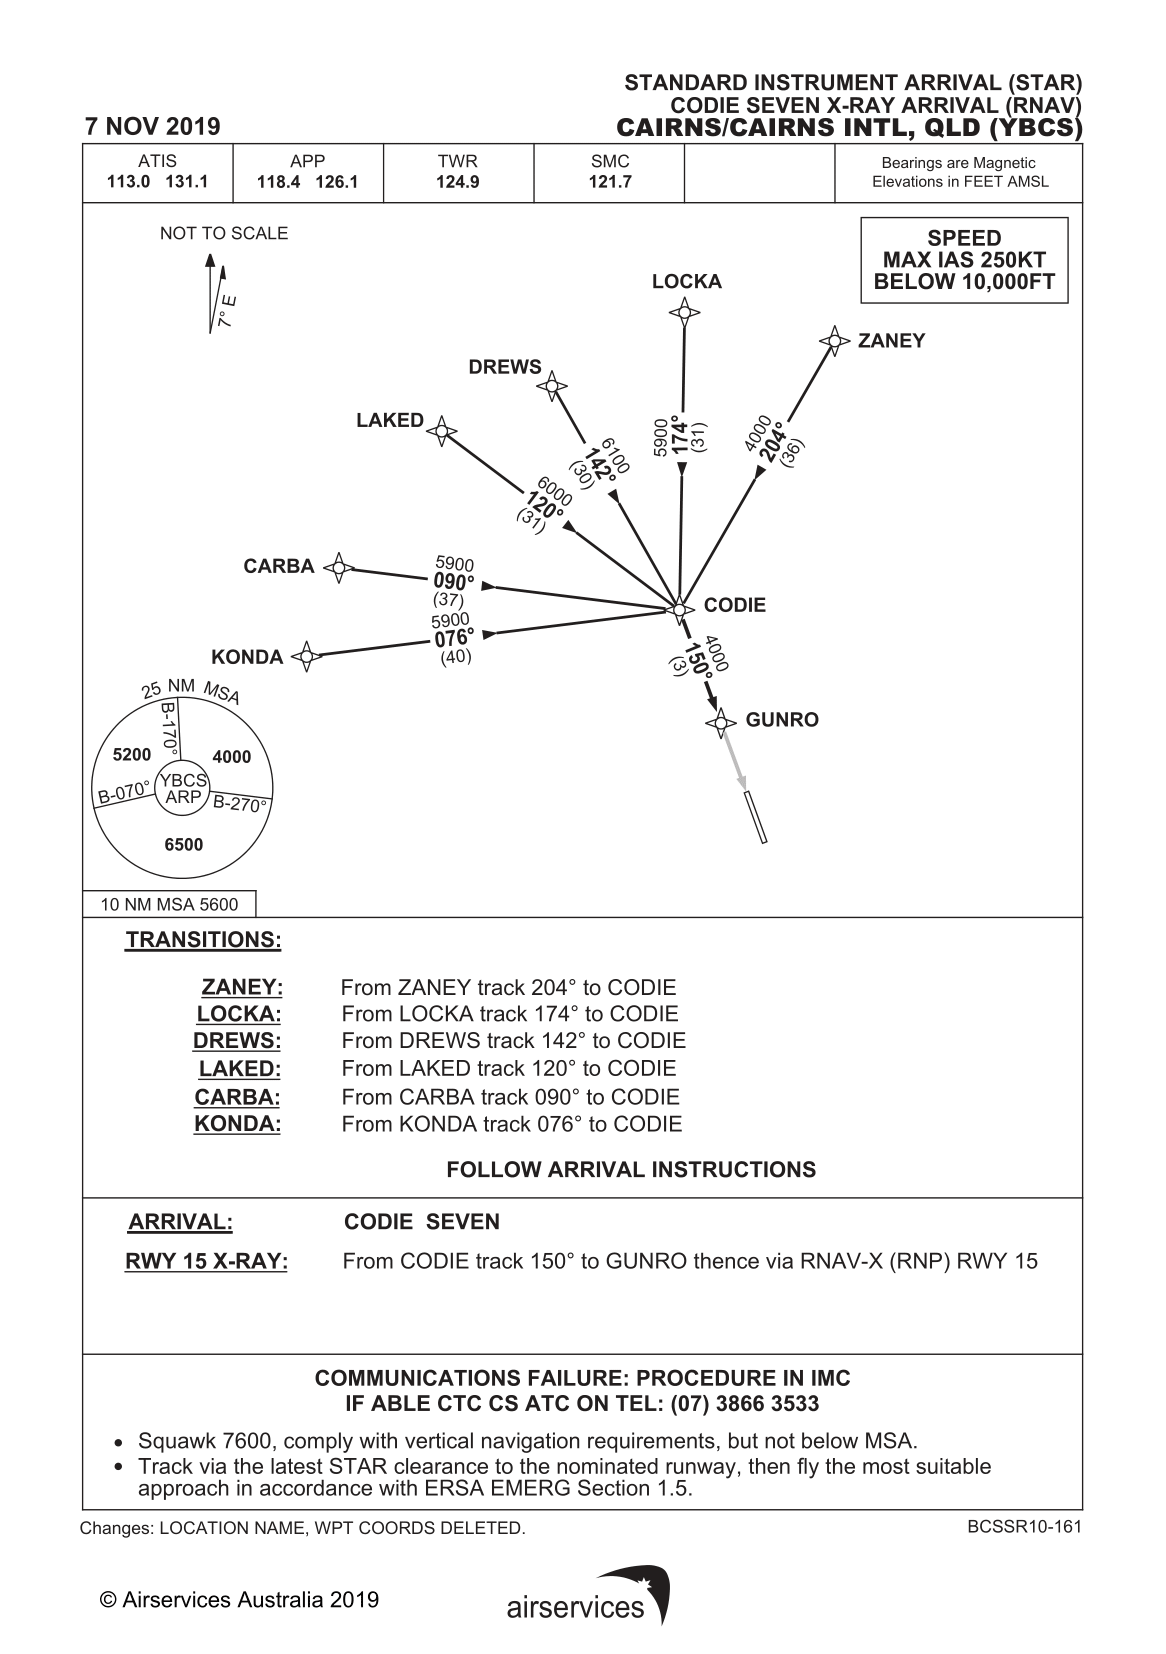 STANDARD INSTRUMENT ARRIVAL (STAR)
CODIE SEVEN X-RAY ARRIVAL (RNAV)
7 NOV 2019
CAIRNS/CAIRNS INTL, QLD (YBCS)
ATIS
113.0 131.1
APP
118.4 126.1
TWR
124.9
SMC
121.7
Bearings are Magnetic
Elevations in FEET AMSL
NOT TO SCALE
7° E
SPEED
MAX IAS 250KT
BELOW 10,000FT
LOCKA
ZANEY
DREWS
LAKED
5900
174°
(31)
4000
204°
(36)
6100
142°
(30)
6000
120°
(31)
CARBA
5900
090°
(37)
CODIE
5900
076°
(40)
KONDA
4000
150°
(3)
GUNRO
25 NM MSA
B-170°
5200
4000
YBCS
ARP
B-070°
B-270°
6500
10 NM MSA 5600
TRANSITIONS:
ZANEY: From ZANEY track 204° to CODIE
LOCKA: From LOCKA track 174° to CODIE
DREWS: From DREWS track 142° to CODIE
LAKED: From LAKED track 120° to CODIE
CARBA: From CARBA track 090° to CODIE
KONDA: From KONDA track 076° to CODIE
FOLLOW ARRIVAL INSTRUCTIONS
ARRIVAL: CODIE SEVEN
RWY 15 X-RAY: From CODIE track 150° to GUNRO thence via RNAV-X (RNP) RWY 15
COMMUNICATIONS FAILURE: PROCEDURE IN IMC
IF ABLE CTC CS ATC ON TEL: (07) 3866 3533
• Squawk 7600, comply with vertical navigation requirements, but not below MSA.
• Track via the latest STAR clearance to the nominated runway, then fly the most suitable
approach in accordance with ERSA EMERG Section 1.5.
Changes: LOCATION NAME, WPT COORDS DELETED.
BCSSR10-161
© Airservices Australia 2019
airservices